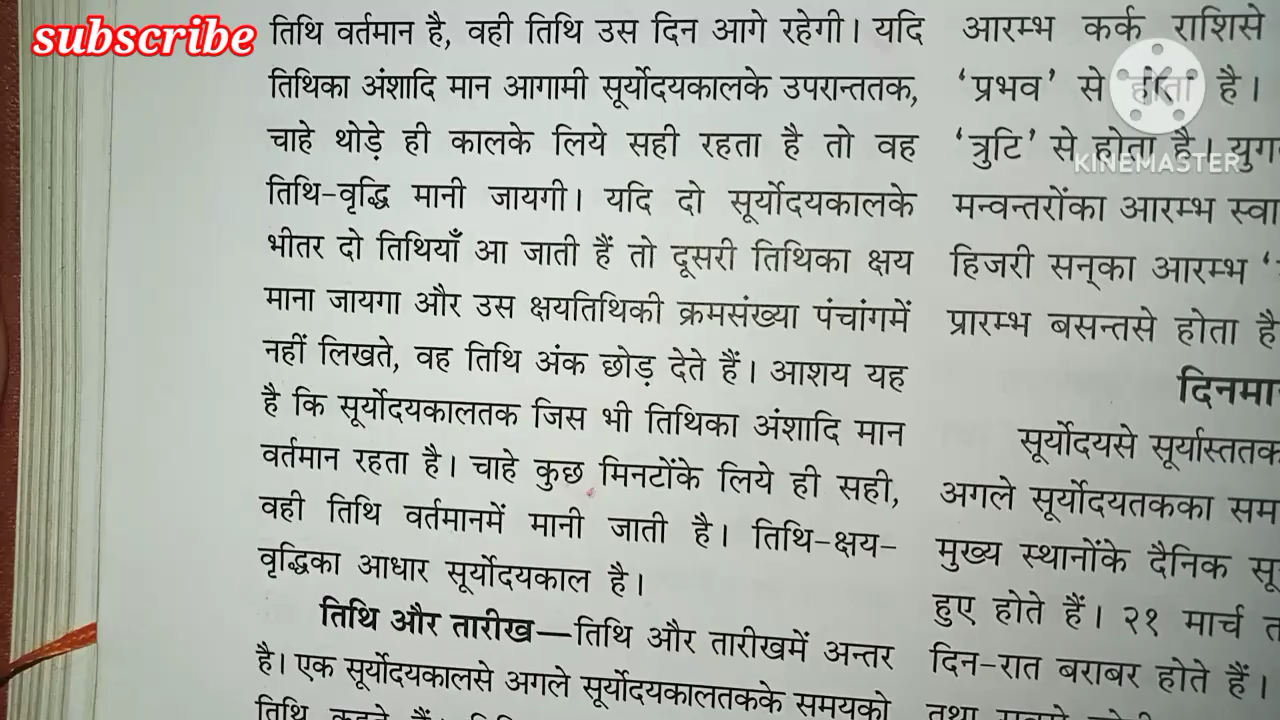 subscribe
तिथि वर्तमान है, वही तिथि उस दिन आगे रहेगी। यदि
तिथिका अंशादि मान आगामी सूर्योदयकालके उपरान्ततक,
चाहे थोड़े ही कालके लिये सही रहता है तो वह
तिथि-वृद्धि मानी जायगी। यदि दो सूर्योदयकालके
भीतर दो तिथियाँ आ जाती हैं तो दूसरी तिथिका क्षय
माना जायगा और उस क्षयतिथिकी क्रमसंख्या पंचांगमें
नहीं लिखते, वह तिथि अंक छोड़ देते हैं। आशय यह
है कि सूर्योदयकालतक जिस भी तिथिका अंशादि मान
वर्तमान रहता है। चाहे कुछ मिनटोंके लिये ही सही,
वही तिथि वर्तमानमें मानी जाती है। तिथि-क्षय-
वृद्धिका आधार सूर्योदयकाल है।
तिथि और तारीख—तिथि और तारीखमें अन्तर
है। एक सूर्योदयकालसे अगले सूर्योदयकालतकके समयको
तिथि
आरम्भ कर्क राशिसे
'प्रभव' से होता है।
'त्रुटि' से होता है। युग
मन्वन्तरोंका आरम्भ स्वा
हिजरी सन्का आरम्भ '
प्रारम्भ बसन्तसे होता है
दिनमा
सूर्योदयसे सूर्यास्ततक
अगले सूर्योदयतकका सम
मुख्य स्थानोंके दैनिक सू
हुए होते हैं। २१ मार्च त
दिन-रात बराबर होते हैं।
तथा
K
KINEMASTER